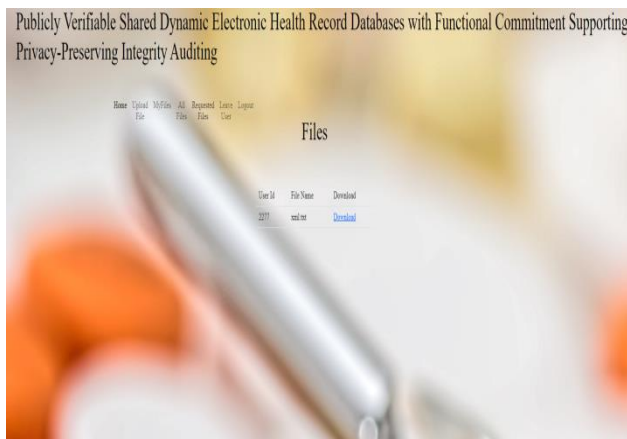 Publicly Verifiable Shared Dynamic Electronic Health Record Databases with Functional Commitment Supporting
Privacy-Preserving Integrity Auditing
Home Upload MyFiles All Requested Leave Logout
File Files Files User
Files
User Id File Name Download
2277 Download